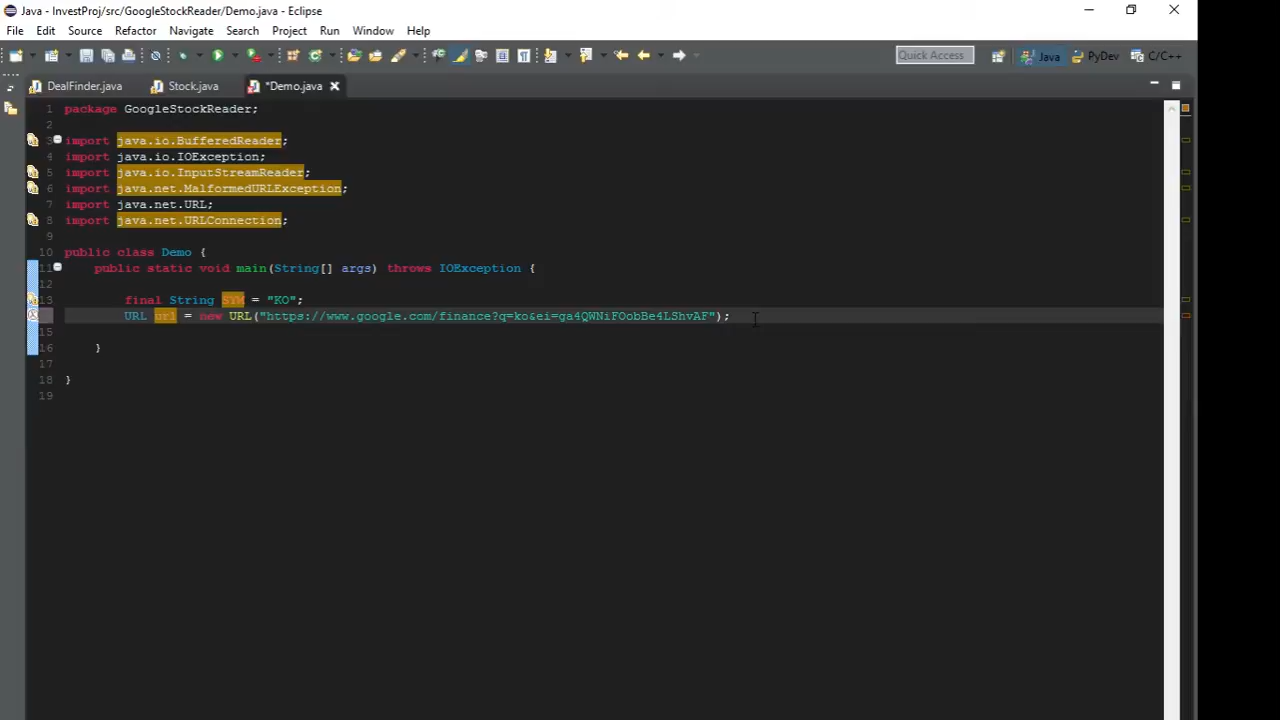 Java - InvestProj/src/GoogleStockReader/Demo.java - Eclipse
File Edit Source Refactor Navigate Search Project Run Window Help
Quick Access Java PyDev C/C++
DealFinder.java Stock.java *Demo.java
1 package GoogleStockReader;
2
3 import java.io.BufferedReader;
4 import java.io.IOException;
5 import java.io.InputStreamReader;
6 import java.net.MalformedURLException;
7 import java.net.URL;
8 import java.net.URLConnection;
9
10 public class Demo {
11 public static void main(String[] args) throws IOException {
12
13 final String SYM = "KO";
URL url = new URL("https://www.google.com/finance?q=ko&ei=ga4QWNiFOobBe4LShvAF");
15
16 }
17
18 }
19